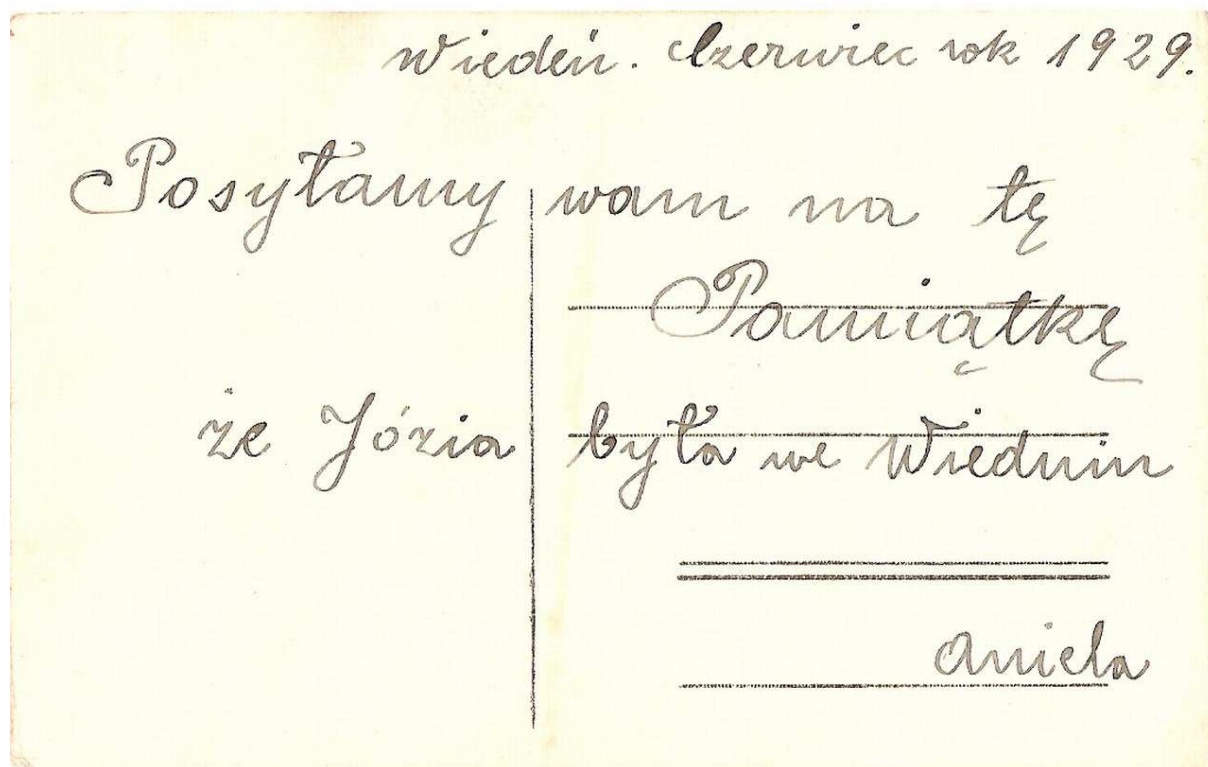 Wiedeń. Czerwiec rok 1929.
Posyłamy wam na tę
Pamiątkę
że Józia była we Wiedniu
Aniela